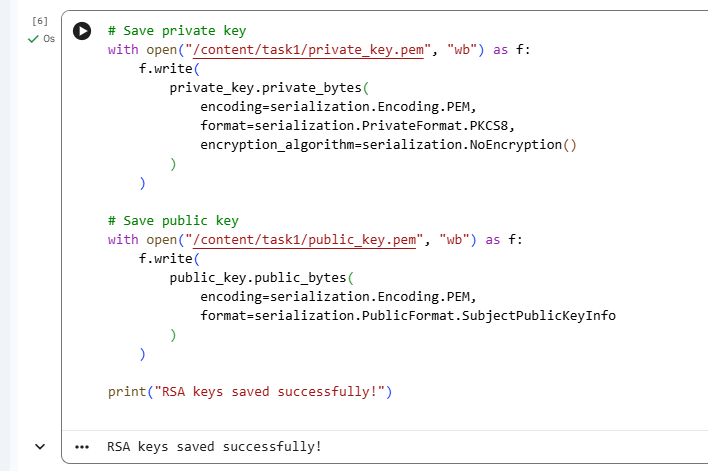 [6]
0s
# Save private key
with open("/content/task1/private_key.pem", "wb") as f:
    f.write(
        private_key.private_bytes(
            encoding=serialization.Encoding.PEM,
            format=serialization.PrivateFormat.PKCS8,
            encryption_algorithm=serialization.NoEncryption()
        )
    )
# Save public key
with open("/content/task1/public_key.pem", "wb") as f:
    f.write(
        public_key.public_bytes(
            encoding=serialization.Encoding.PEM,
            format=serialization.PublicFormat.SubjectPublicKeyInfo
        )
    )
print("RSA keys saved successfully!")
RSA keys saved successfully!